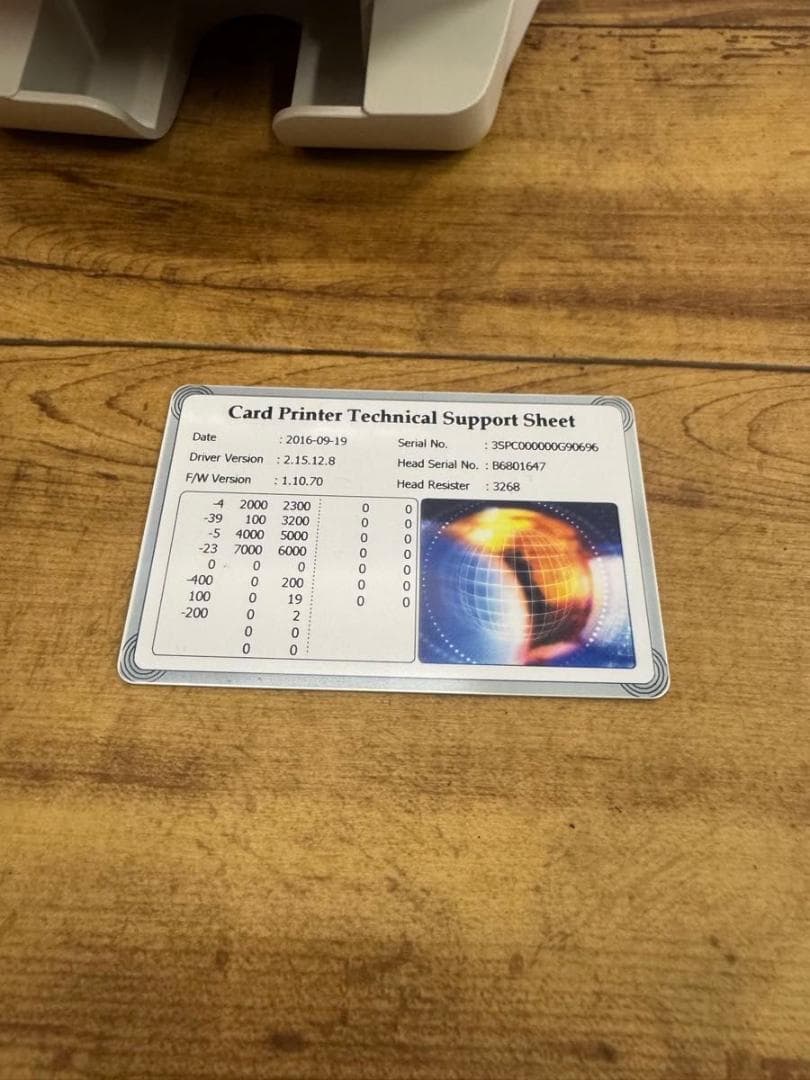 Card Printer Technical Support Sheet
Date : 2016-09-19 Serial No. : 3SPC000000G90696
Driver Version : 2.15.12.8 Head Serial No. : B6801647
F/W Version : 1.10.70 Head Resister : 3268
-4 2000 2300 0 0
-39 100 3200 0 0
-5 4000 5000 0 0
-23 7000 6000 0 0
0 0 0 0 0
-400 0 200 0 0
100 0 19 0 0
-200 0 2
0 0
0 0